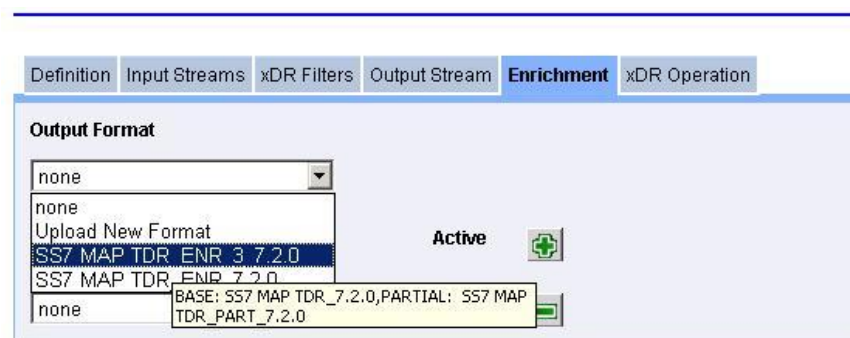 Definition Input Streams xDR Filters Output Stream Enrichment xDR Operation
Output Format
none
none
Upload New Format
Active
SS7 MAP TDR_ENR_3_7.2.0
SS7 MAP TDR_ENR_7.2.0
BASE: SS7 MAP TDR_7.2.0,PARTIAL: SS7 MAP
TDR_PART_7.2.0
none